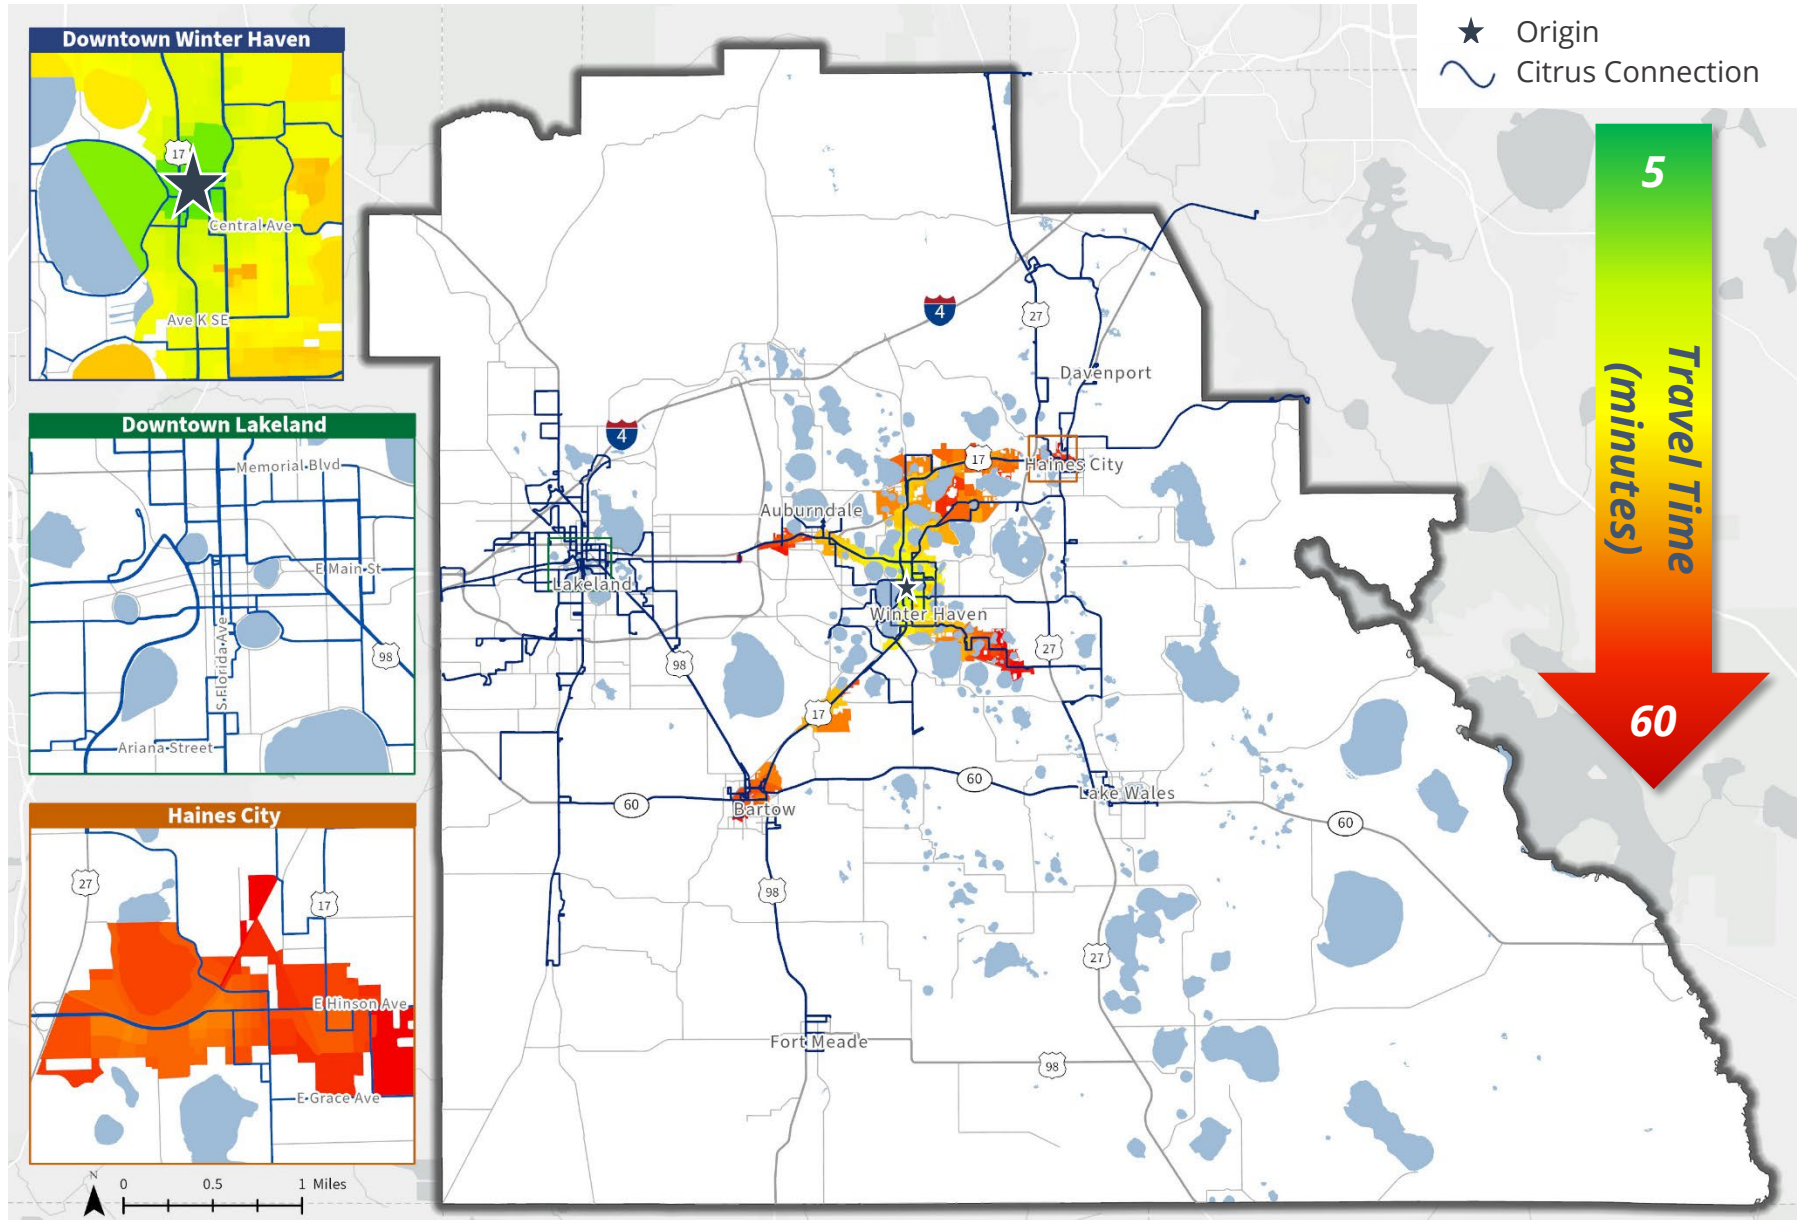 Origin
Citrus Connection
5
Travel Time
(minutes)
60
Downtown Winter Haven
17
Central Ave
Ave K SE
Downtown Lakeland
Memorial Blvd
E Main St
S Florida Ave
98
Ariana Street
Haines City
27
17
E Hinson Ave
E Grace Ave
N
0 0.5 1 Miles
4
27
Davenport
4
17
Haines City
Auburndale
Lakeland
Winter Haven
98
27
17
60
Lake Wales
60
Bartow
60
98
27
Fort Meade
98